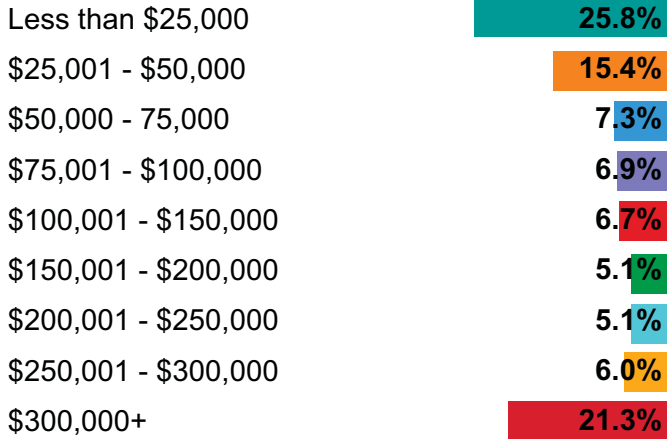 Less than $25,000 25.8%
$25,001 - $50,000 15.4%
$50,000 - 75,000 7.3%
$75,001 - $100,000 6.9%
$100,001 - $150,000 6.7%
$150,001 - $200,000 5.1%
$200,001 - $250,000 5.1%
$250,001 - $300,000 6.0%
$300,000+ 21.3%